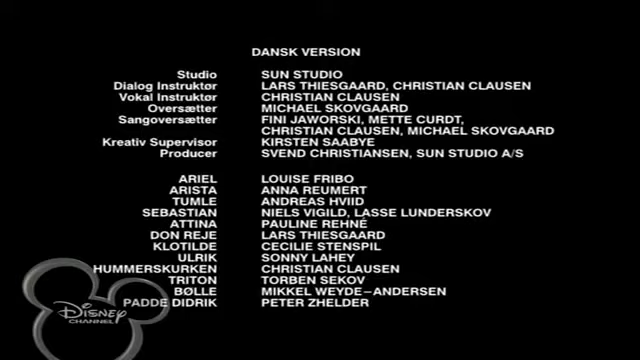 DANSK VERSION
Studio SUN STUDIO
Dialog Instruktør LARS THIESGAARD, CHRISTIAN CLAUSEN
Vokal Instruktør CHRISTIAN CLAUSEN
Oversætter MICHAEL SKOVGAARD
Sangoversætter FINI JAWORSKI, METTE CURDT,
CHRISTIAN CLAUSEN, MICHAEL SKOVGAARD
Kreativ Supervisor KIRSTEN SAABYE
Producer SVEND CHRISTIANSEN, SUN STUDIO A/S
ARIEL LOUISE FRIBO
ARISTA ANNA REUMERT
TUMLE ANDREAS HVIID
SEBASTIAN NIELS VIGILD, LASSE LUNDERSKOV
ATTINA PAULINE REHNÉ
DON REJE LARS THIESGAARD
KLOTILDE CECILIE STENSPIL
ULRIK SONNY LAHEY
HUMMERSKURKEN CHRISTIAN CLAUSEN
TRITON TORBEN SEKOV
BØLLE MIKKEL WEYDE-ANDERSEN
PADDE DIDRIK PETER ZHELDER
Disney
CHANNEL